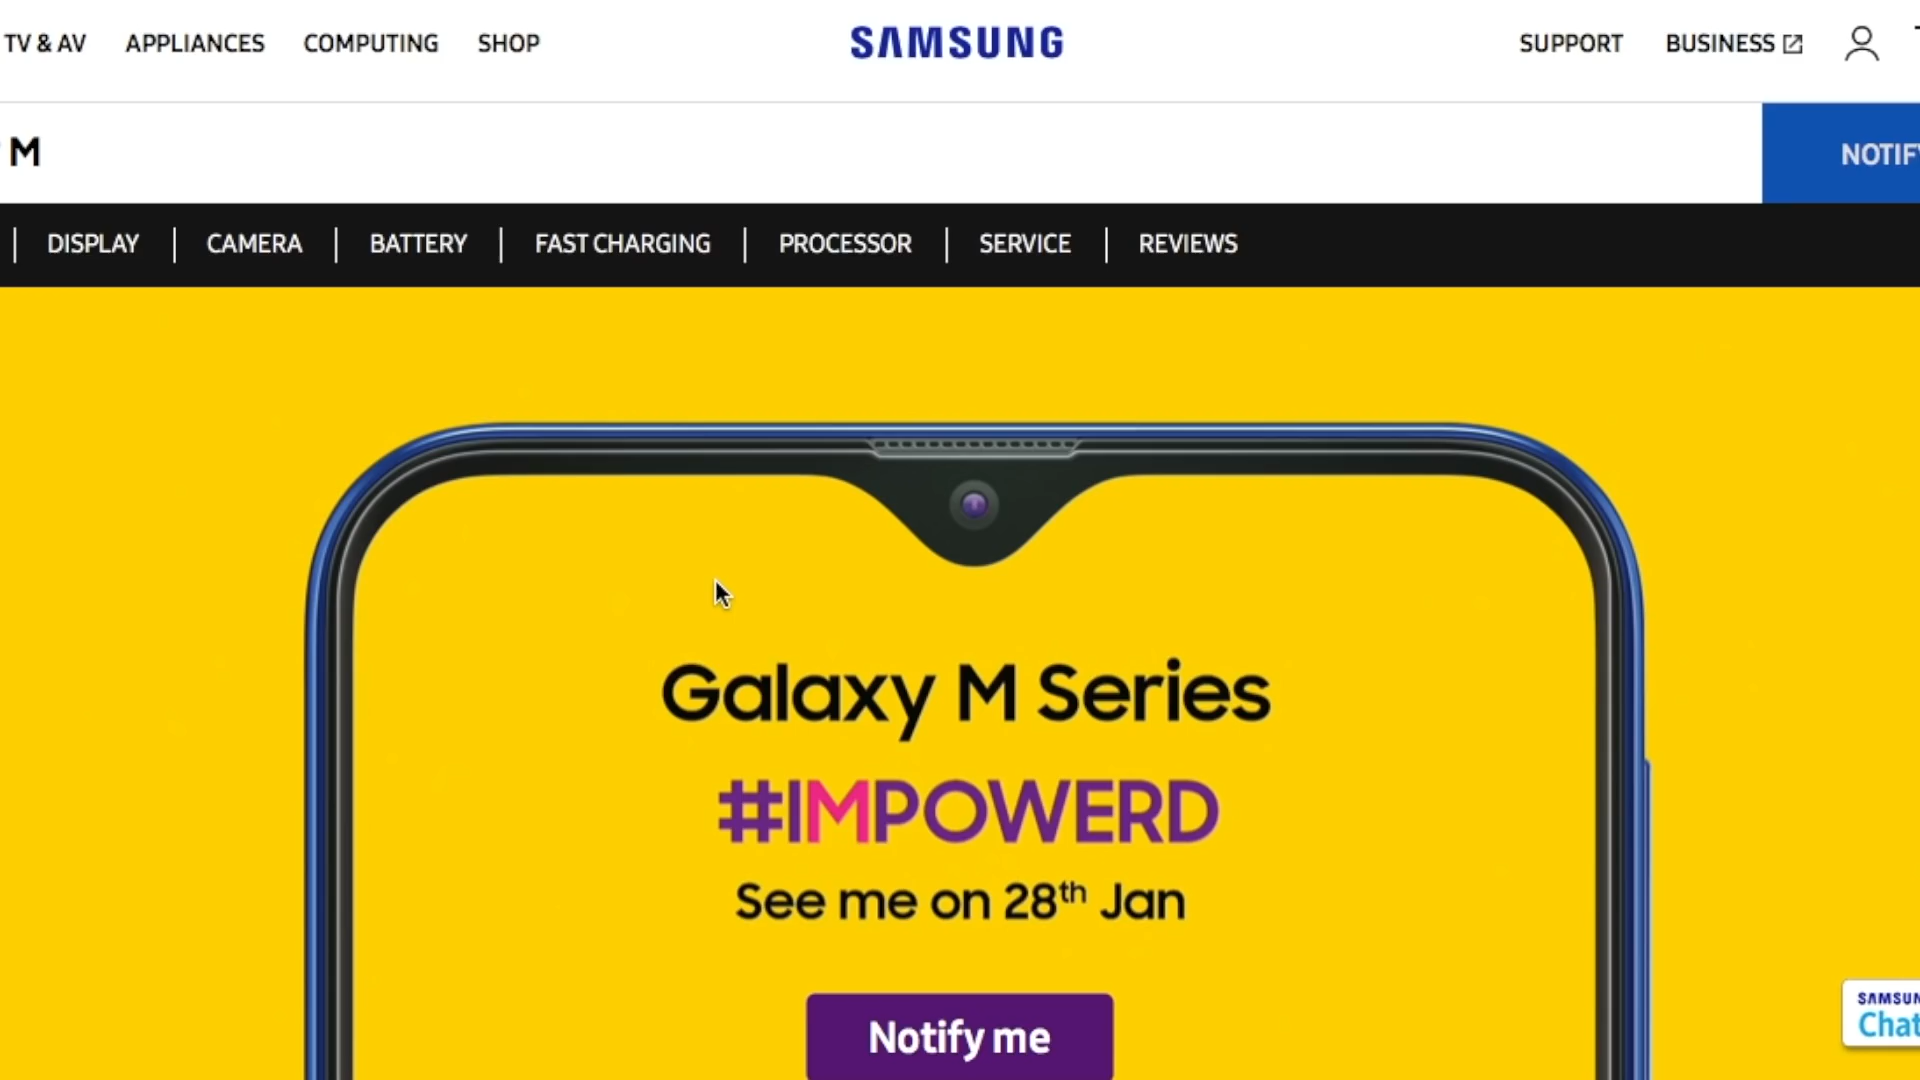 TV & AV APPLIANCES COMPUTING SHOP SAMSUNG SUPPORT BUSINESS
M
DISPLAY | CAMERA | BATTERY | FAST CHARGING | PROCESSOR | SERVICE | REVIEWS
Galaxy M Series
#IMPOWERD
See me on 28th Jan
Notify me
Chat